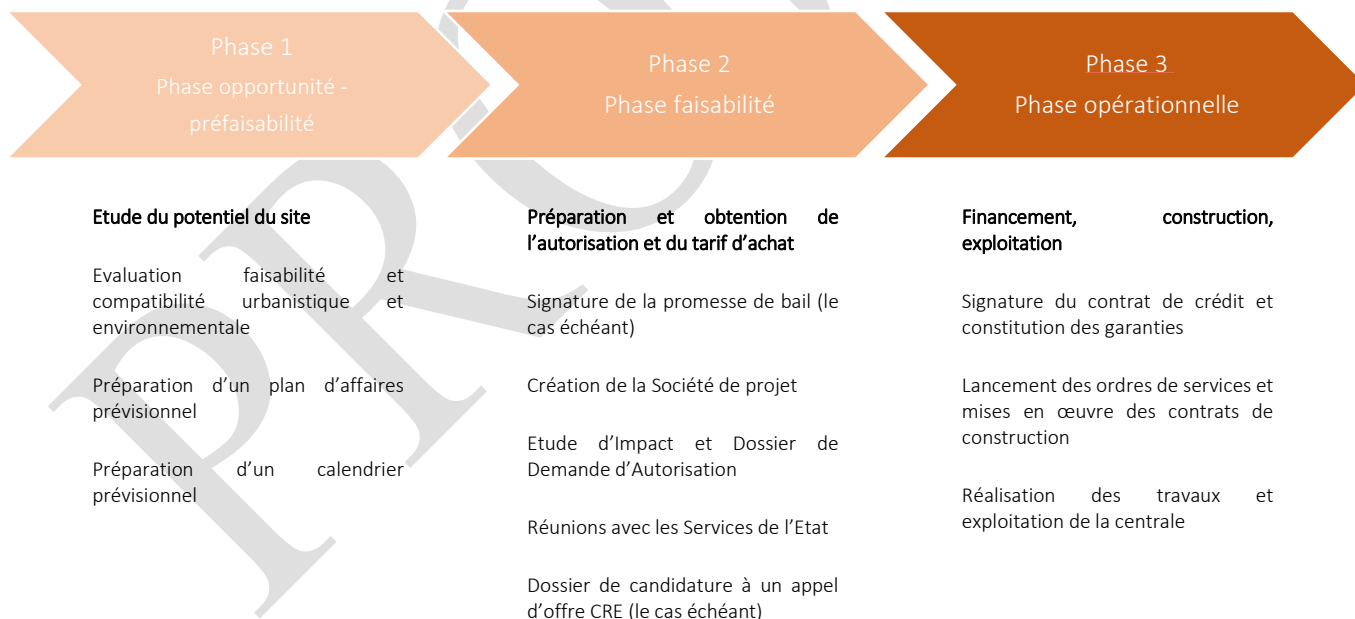 Phase 1
Phase opportunité -
préfaisabilité
Phase 2
Phase faisabilité
Phase 3
Phase opérationnelle
Etude du potentiel du site
Evaluation faisabilité et
compatibilité urbanistique et
environnementale
Préparation d’un plan d’affaires
prévisionnel
Préparation d’un calendrier
prévisionnel
Préparation et obtention de
l’autorisation et du tarif d’achat
Signature de la promesse de bail (le
cas échéant)
Création de la Société de projet
Etude d’Impact et Dossier de
Demande d’Autorisation
Réunions avec les Services de l’Etat
Dossier de candidature à un appel
d’offre CRE (le cas échéant)
Financement, construction,
exploitation
Signature du contrat de crédit et
constitution des garanties
Lancement des ordres de services et
mises en œuvre des contrats de
construction
Réalisation des travaux et
exploitation de la centrale